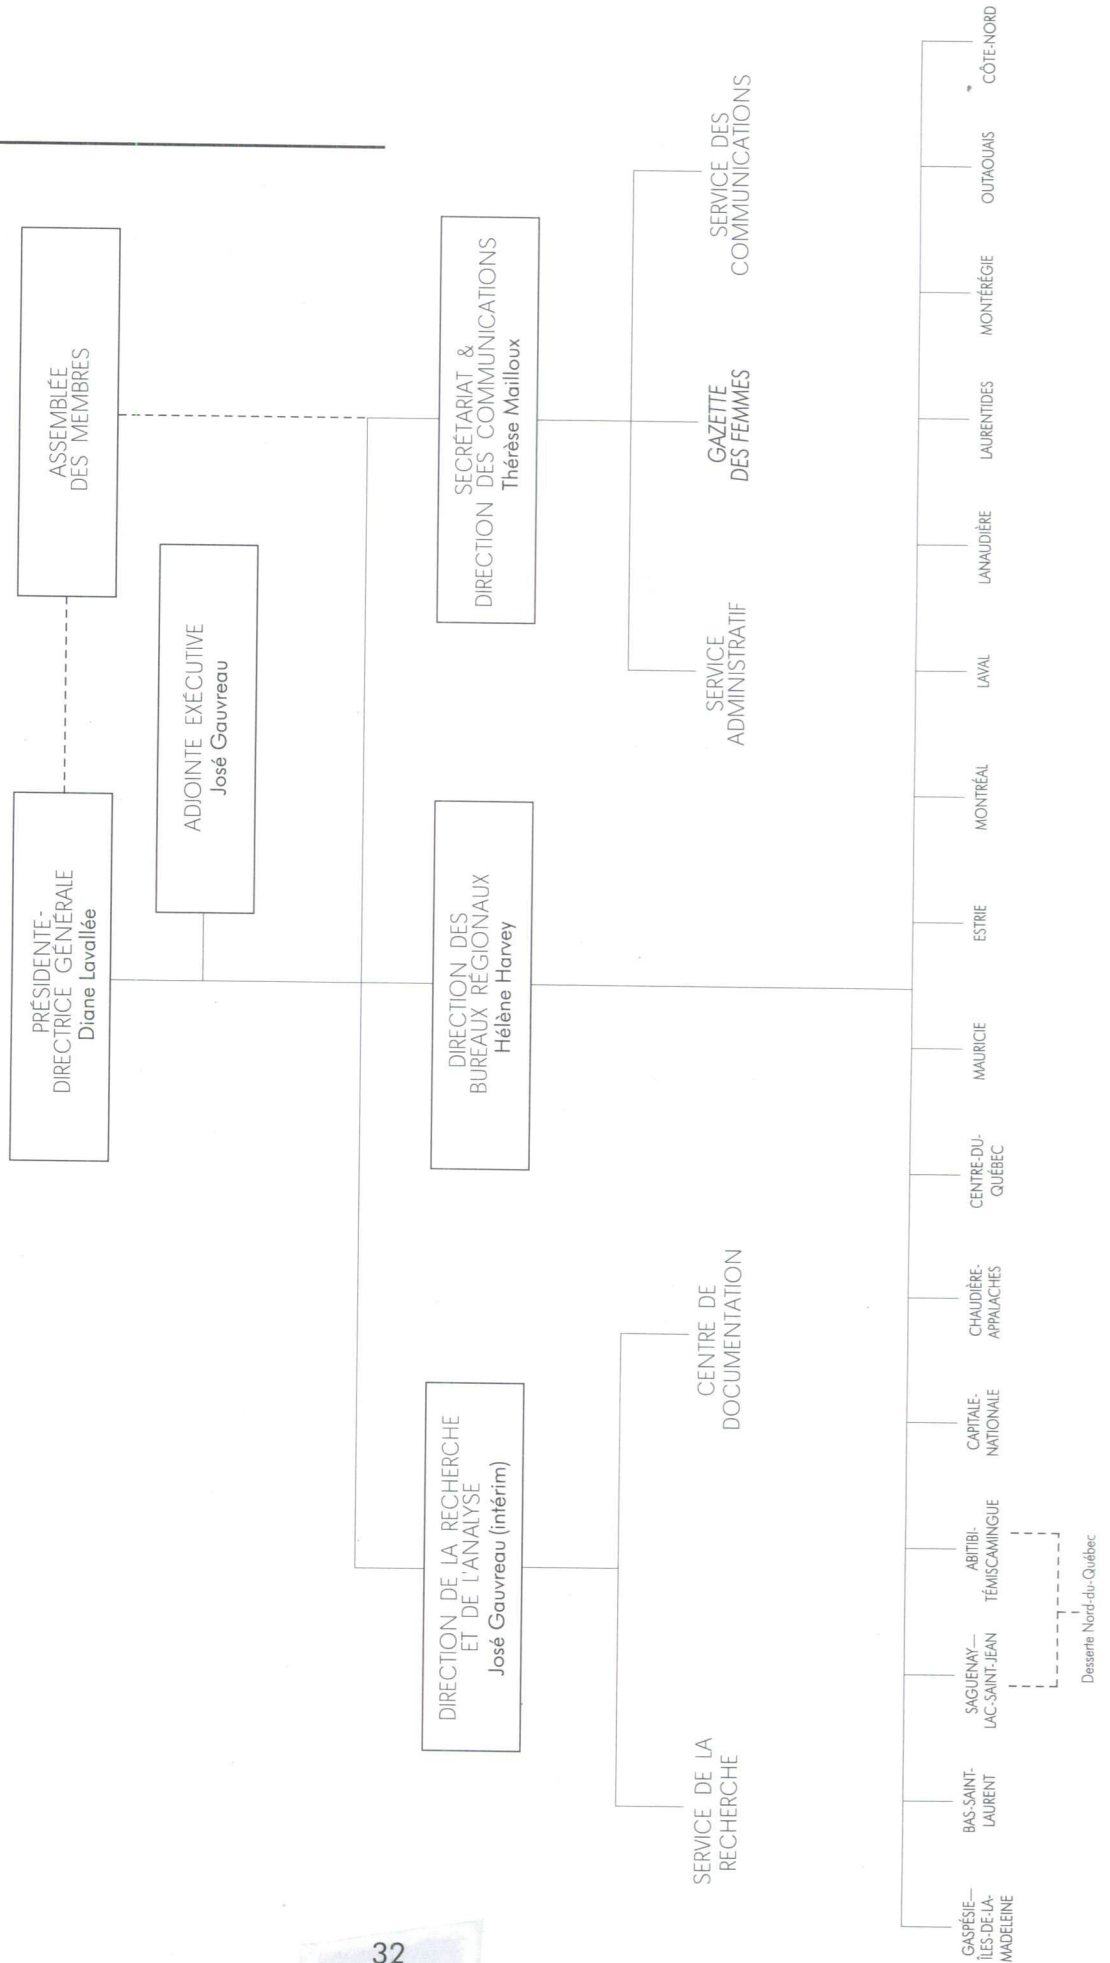 PRÉSIDENTE-
DIRECTRICE GÉNÉRALE
Diane Lavallée
ASSEMBLÉE
DES MEMBRES
ADJOINTE EXÉCUTIVE
José Gauvreau
DIRECTION DE LA RECHERCHE
ET DE L'ANALYSE
José Gauvreau (intérim)
DIRECTION DES
BUREAUX RÉGIONAUX
Hélène Harvey
SECRÉTARIAT &
DIRECTION DES COMMUNICATIONS
Thérèse Mailloux
SERVICE DE LA
RECHERCHE
CENTRE DE
DOCUMENTATION
SERVICE
ADMINISTRATIF
GAZETTE
DES FEMMES
SERVICE DES
COMMUNICATIONS
GASPÉSIE—
ÎLES-DE-LA-
MADELEINE
BAS-SAINT-
LAURENT
SAGUENAY—
LAC-SAINT-JEAN
ABITIBI-
TÉMISCAMINGUE
CAPITALE-
NATIONALE
CHAUDIÈRE-
APPALACHES
CENTRE-DU-
QUÉBEC
MAURICIE
ESTRIE
MONTRÉAL
LAVAL
LANAUDIÈRE
LAURENTIDES
MONTÉRÉGIE
OUTAOUAIS
CÔTE-NORD
Desserte Nord-du-Québec
32